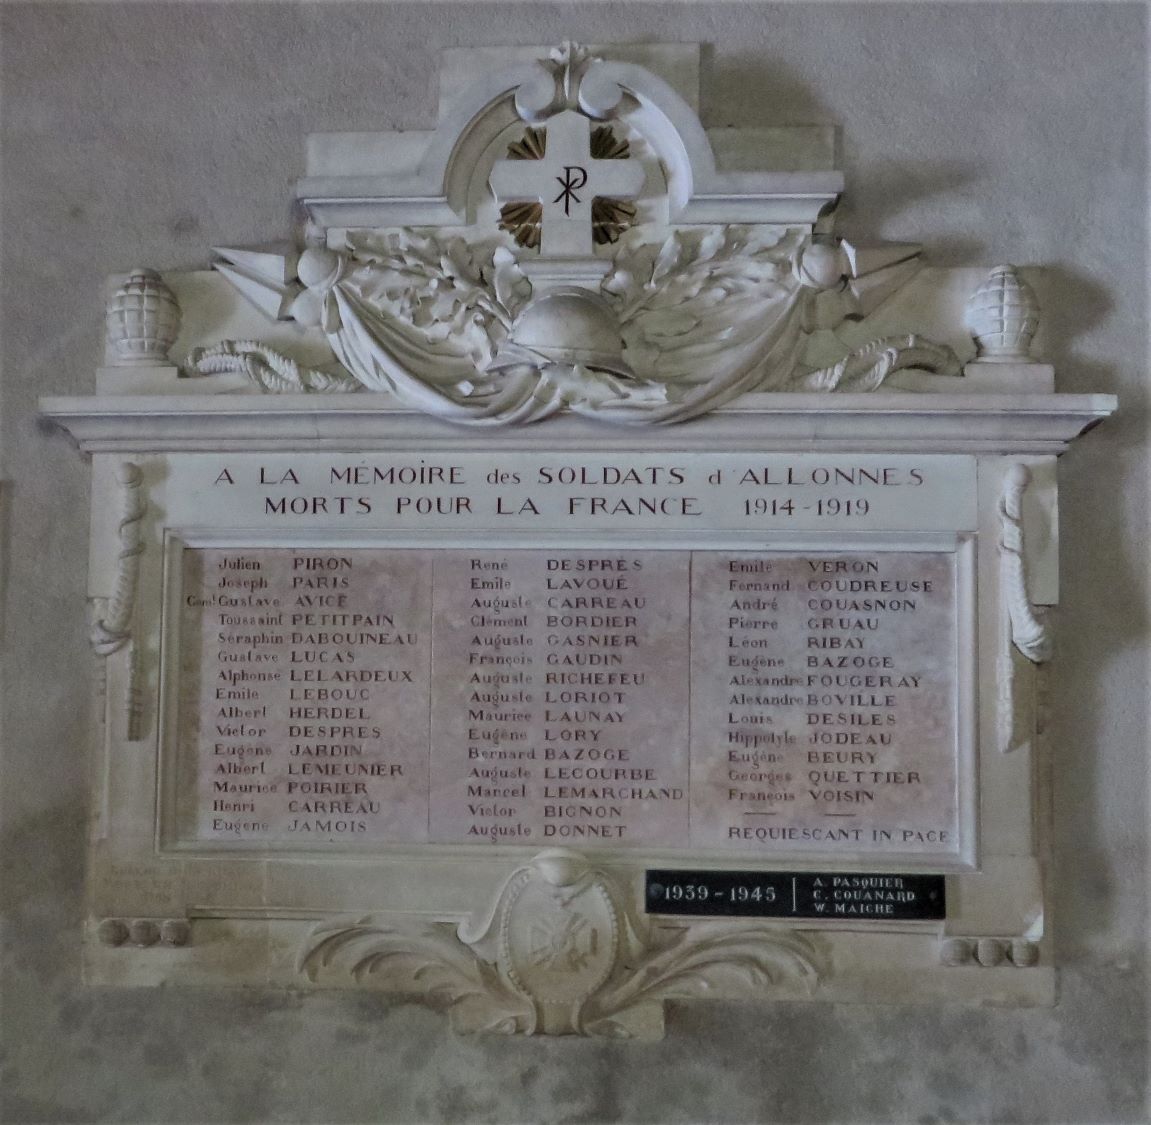 A LA MÉMOIRE des SOLDATS d'ALLONNES
MORTS POUR LA FRANCE 1914-1919
Julien PIRON
Joseph PARIS
Génal Gustave AVICE
Toussaint PETITPAIN
Séraphin DABOUINEAU
Gustave LUCAS
Alphonse LELARDEUX
Emile LEBOUC
Albert HERDEL
Victor DESPRÉS
Eugène JARDIN
Albert LEMEUNIER
Maurice POIRIER
Henri CARREAU
Eugène JAMOIS
René DESPRÈS
Emile LAVOUÉ
Auguste CARREAU
Clément BORDIER
Auguste GASNIER
François GAUDIN
Auguste RICHEFEU
Auguste LORIOT
Maurice LAUNAY
Eugène LORY
Bernard BAZOGE
Auguste LECOURBE
Marcel LEMARCHAND
Victor BIGNON
Auguste DONNET
Emile VERON
Fernand COUDREUSE
André COUASNON
Pierre GRUAU
Léon RIBAY
Eugène BAZOGE
Alexandre FOUGERAY
Alexandre BOVILLE
Louis DESILES
Hippolyte JODEAU
Eugène BEURY
Georges QUETTIER
François VOISIN
REQUIESCANT IN PACE
1939-1945
A. PASQUIER
C. COUANARD
W. MAICHE